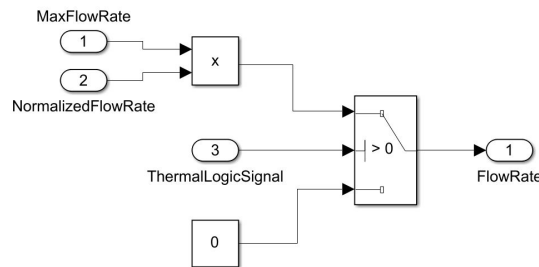 MaxFlowRate
1
x
2
NormalizedFlowRate
3
> 0
1
ThermalLogicSignal
FlowRate
0